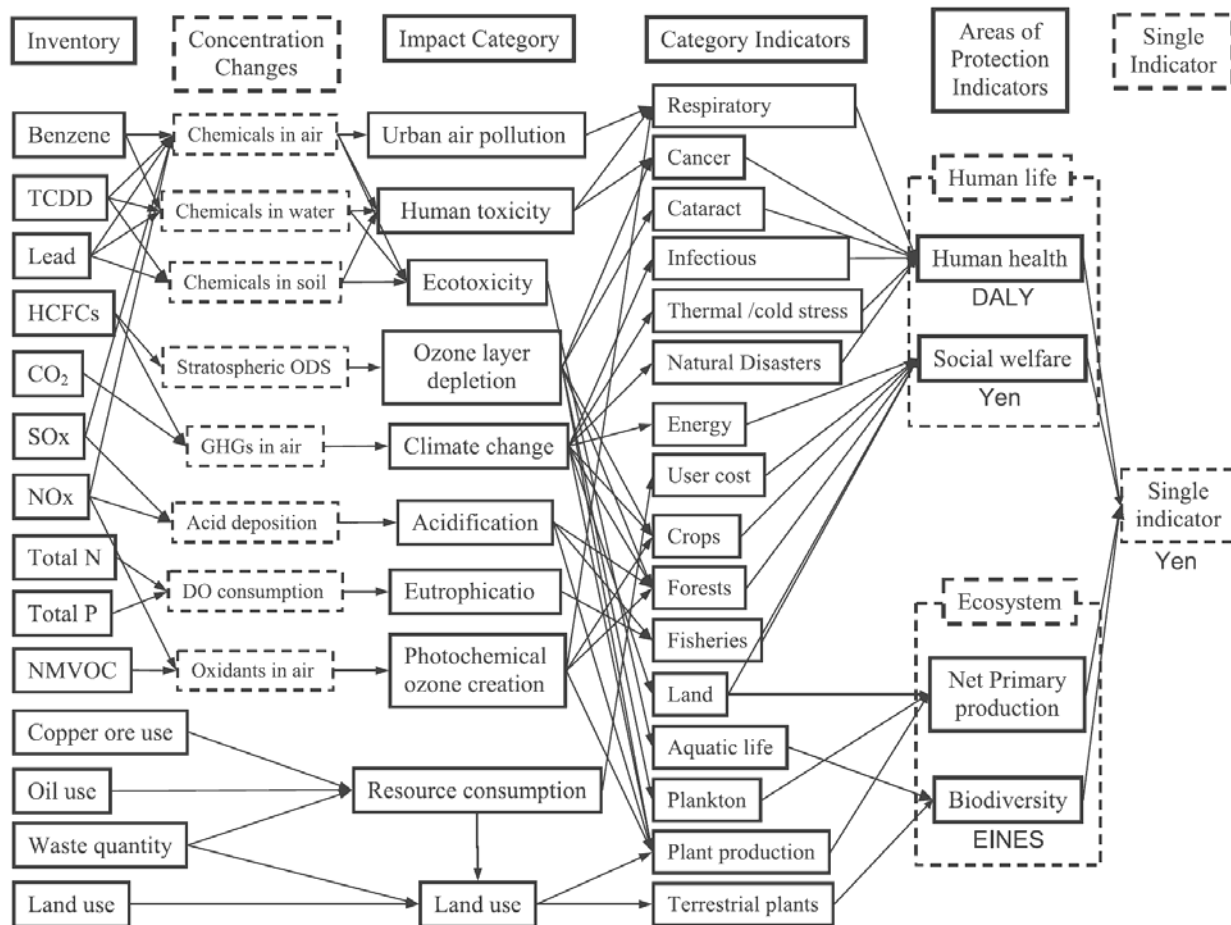 Inventory
Concentration
Changes
Impact Category
Category Indicators
Areas of
Protection
Indicators
Single
Indicator
Benzene
TCDD
Lead
HCFCs
CO₂
SOx
NOx
Total N
Total P
NMVOC
Copper ore use
Oil use
Waste quantity
Land use
Chemicals in air
Chemicals in water
Chemicals in soil
Stratospheric ODS
GHGs in air
Acid deposition
DO consumption
Oxidants in air
Urban air pollution
Human toxicity
Ecotoxicity
Ozone layer
depletion
Climate change
Acidification
Eutrophicatio
Photochemical
ozone creation
Resource consumption
Land use
Respiratory
Cancer
Cataract
Infectious
Thermal /cold stress
Natural Disasters
Energy
User cost
Crops
Forests
Fisheries
Land
Aquatic life
Plankton
Plant production
Terrestrial plants
Human life
Human health
DALY
Social welfare
Yen
Ecosystem
Net Primary
production
Biodiversity
EINES
Single
indicator
Yen